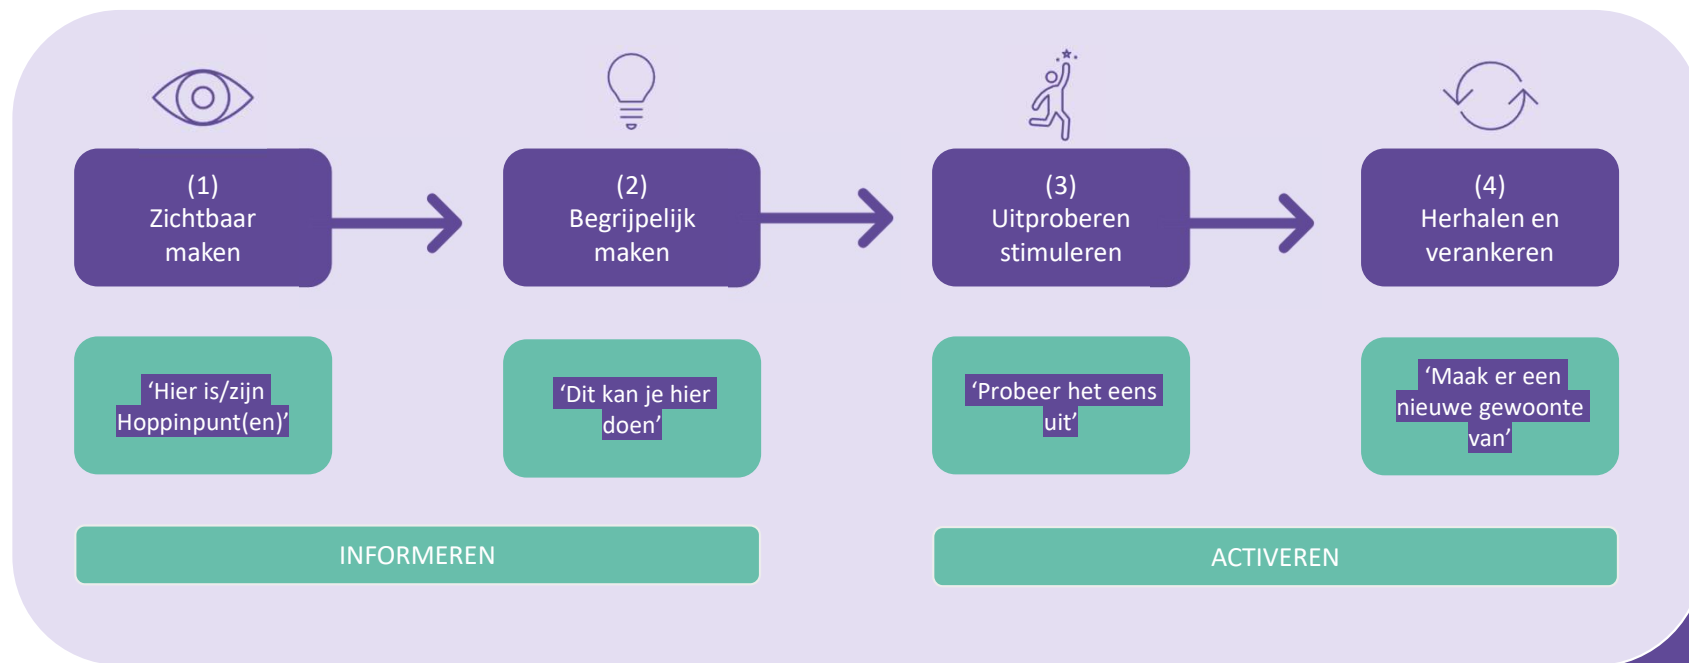 (1)
Zichtbaar
maken
(2)
Begrijpelijk
maken
(3)
Uitproberen
stimuleren
(4)
Herhalen en
verankeren
‘Hier is/zijn
Hoppinpunt(en)’
‘Dit kan je hier
doen’
‘Probeer het eens
uit’
‘Maak er een
nieuwe gewoonte
van’
INFORMEREN
ACTIVEREN